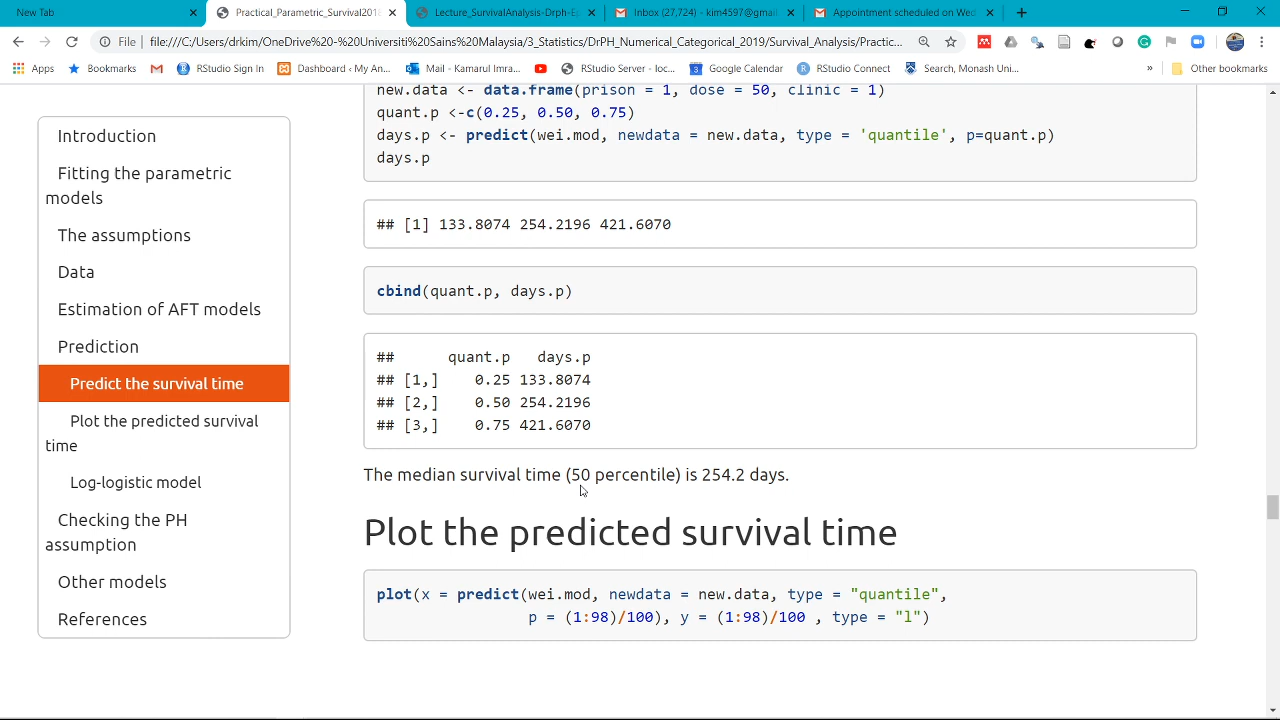 New Tab
Practical_Parametric_Survival2018
Lecture_SurvivalAnalysis-Drph-Ep
Inbox (27,724) - kim4597@gmail.
Appointment scheduled on Wed
File | file:///C:/Users/drkim/OneDrive%20-%20Universiti%20Sains%20Malaysia/3_Statistics/DrPH_Numerical_Categorical_2019/Survival_Analysis/Practic...
Apps
Bookmarks
RStudio Sign In
Dashboard ‹ My An...
Mail - Kamarul Imra...
RStudio Server - loc...
Google Calendar
RStudio Connect
Search, Monash Uni...
»
Other bookmarks
Introduction
Fitting the parametric
models
The assumptions
Data
Estimation of AFT models
Prediction
Predict the survival time
Plot the predicted survival
time
Log-logistic model
Checking the PH
assumption
Other models
References
new.data <- data.frame(prison = 1, dose = 50, clinic = 1)
quant.p <-c(0.25, 0.50, 0.75)
days.p <- predict(wei.mod, newdata = new.data, type = 'quantile', p=quant.p)
days.p
## [1] 133.8074 254.2196 421.6070
cbind(quant.p, days.p)
## quant.p days.p
## [1,] 0.25 133.8074
## [2,] 0.50 254.2196
## [3,] 0.75 421.6070
The median survival time (50 percentile) is 254.2 days.
Plot the predicted survival time
plot(x = predict(wei.mod, newdata = new.data, type = "quantile",
p = (1:98)/100), y = (1:98)/100 , type = "l")